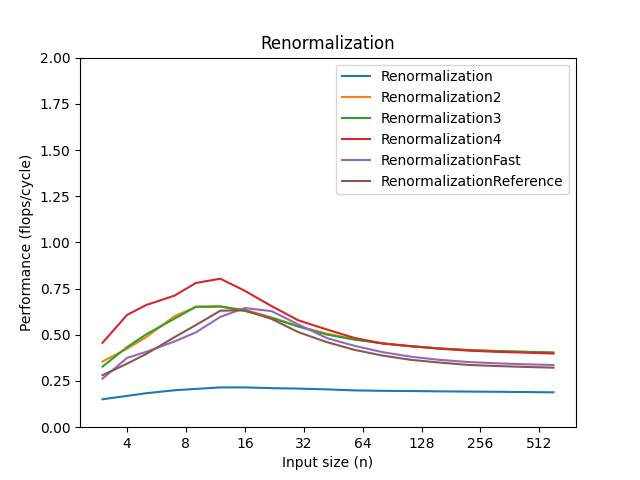 Renormalization
2.00
1.75
1.50
1.25
1.00
0.75
0.50
0.25
0.00
Performance (flops/cycle)
Renormalization
Renormalization2
Renormalization3
Renormalization4
RenormalizationFast
RenormalizationReference
4 8 16 32 64 128 256 512
Input size (n)